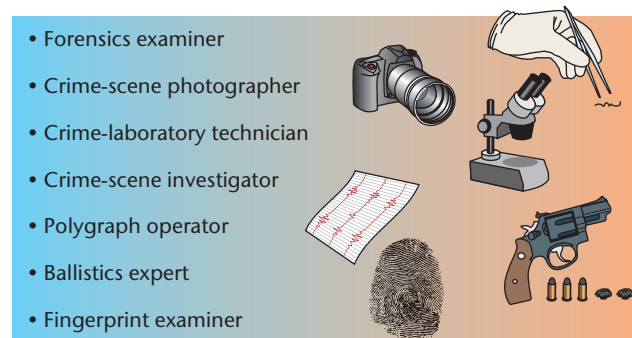 • Forensics examiner
• Crime-scene photographer
• Crime-laboratory technician
• Crime-scene investigator
• Polygraph operator
• Ballistics expert
• Fingerprint examiner